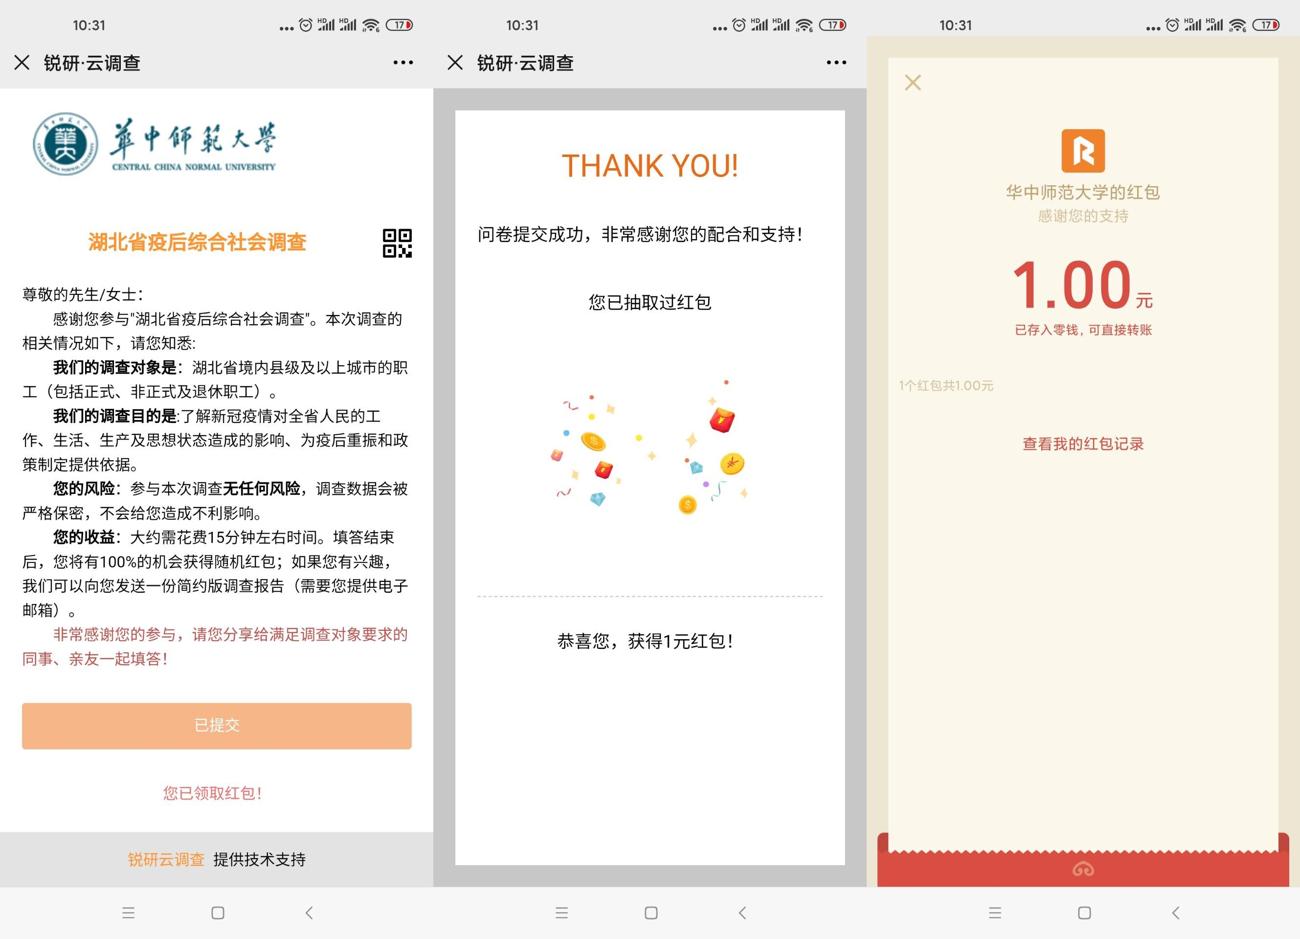 10:31
17
锐研·云调查
華中師範大學
CENTRAL CHINA NORMAL UNIVERSITY
湖北省疫后综合社会调查
尊敬的先生/女士：
感谢您参与"湖北省疫后综合社会调查"。本次调查的
相关情况如下，请您知悉:
我们的调查对象是：湖北省境内县级及以上城市的职
工（包括正式、非正式及退休职工）。
我们的调查目的是:了解新冠疫情对全省人民的工
作、生活、生产及思想状态造成的影响、为疫后重振和政
策制定提供依据。
您的风险：参与本次调查无任何风险，调查数据会被
严格保密，不会给您造成不利影响。
您的收益：大约需花费15分钟左右时间。填答结束
后，您将有100%的机会获得随机红包；如果您有兴趣，
我们可以向您发送一份简约版调查报告（需要您提供电子
邮箱）。
非常感谢您的参与，请您分享给满足调查对象要求的
同事、亲友一起填答！
已提交
您已领取红包！
锐研云调查 提供技术支持
10:31
17
锐研·云调查
THANK YOU!
问卷提交成功，非常感谢您的配合和支持！
您已抽取过红包
恭喜您，获得1元红包！
10:31
17
华中师范大学的红包
感谢您的支持
1.00元
已存入零钱，可直接转账
1个红包共1.00元
查看我的红包记录